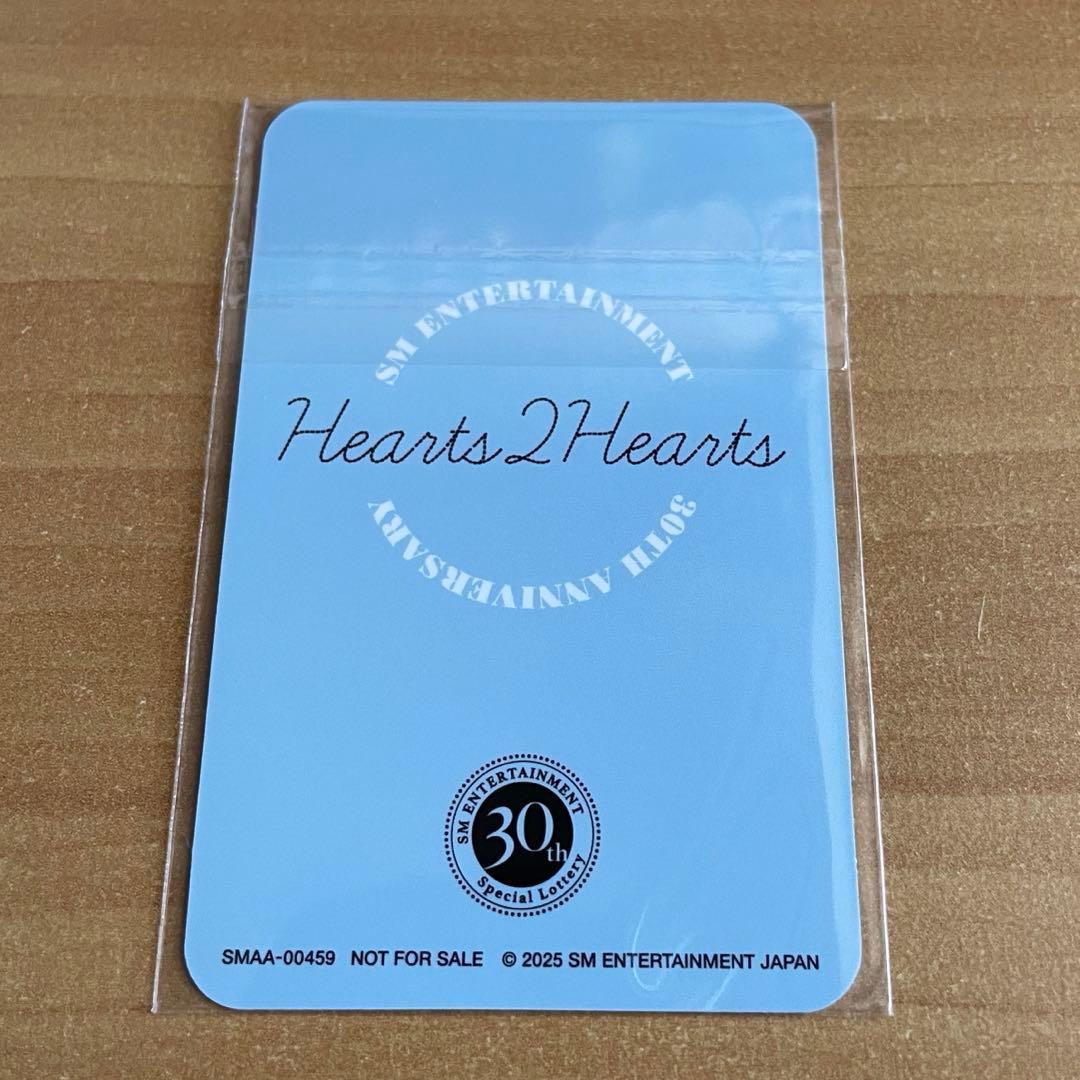 SM ENTERTAINMENT
Hearts2Hearts
30TH ANNIVERSARY
SM ENTERTAINMENT
30th
Special Lottery
SMAA-00459 NOT FOR SALE © 2025 SM ENTERTAINMENT JAPAN